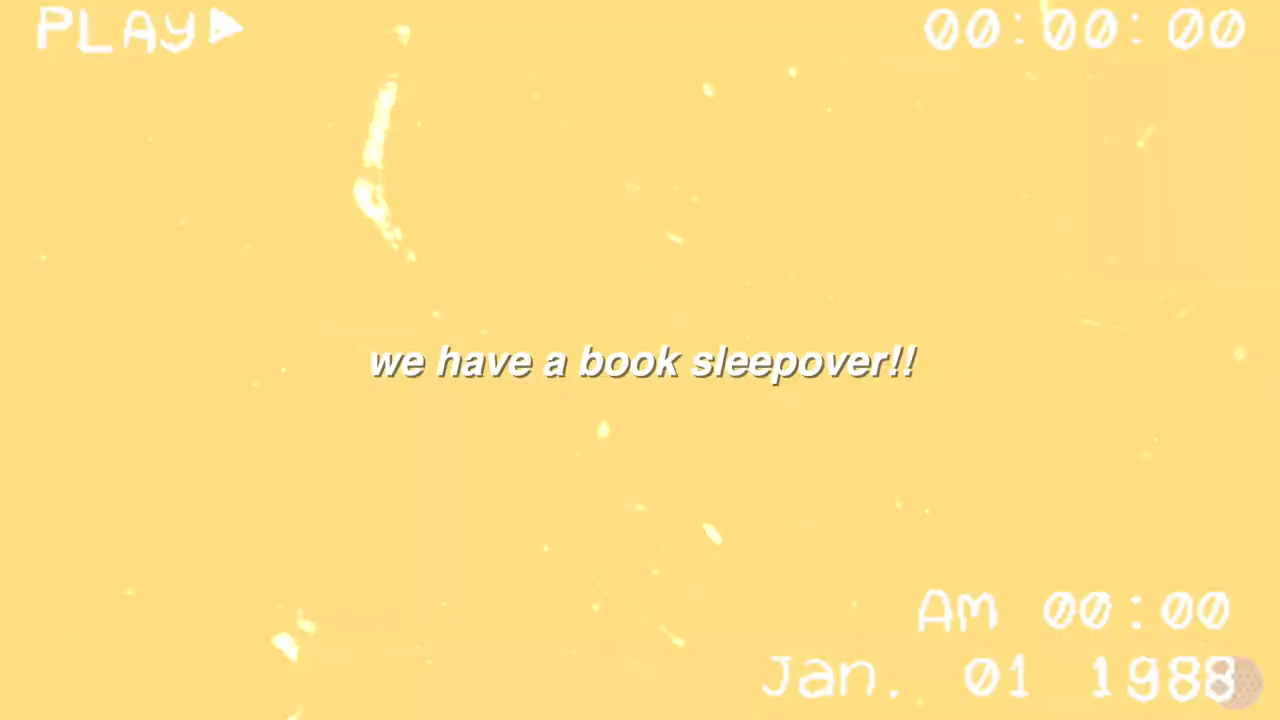 PLAY▶ 00:00:00
we have a book sleepover!!
AM 00:00
Jan. 01 1988